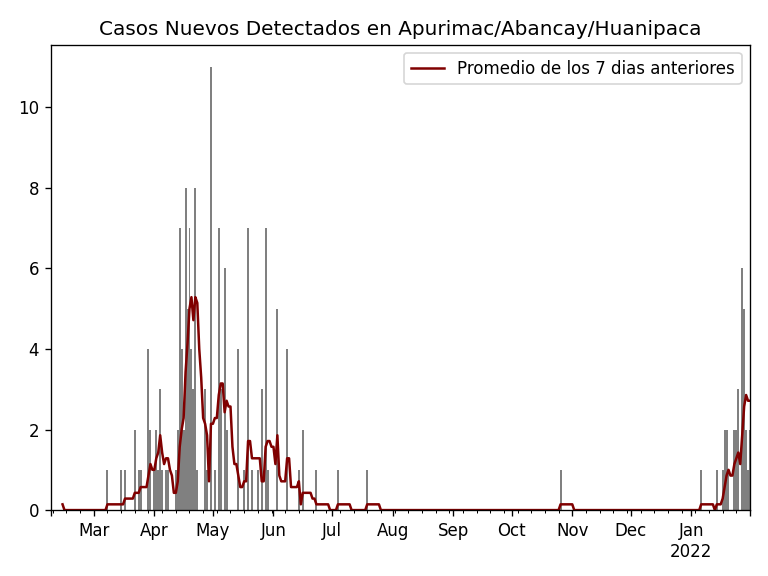 Casos Nuevos Detectados en Apurimac/Abancay/Huanipaca
Promedio de los 7 dias anteriores
10
8
6
4
2
0
Mar Apr May Jun Jul Aug Sep Oct Nov Dec Jan
2022